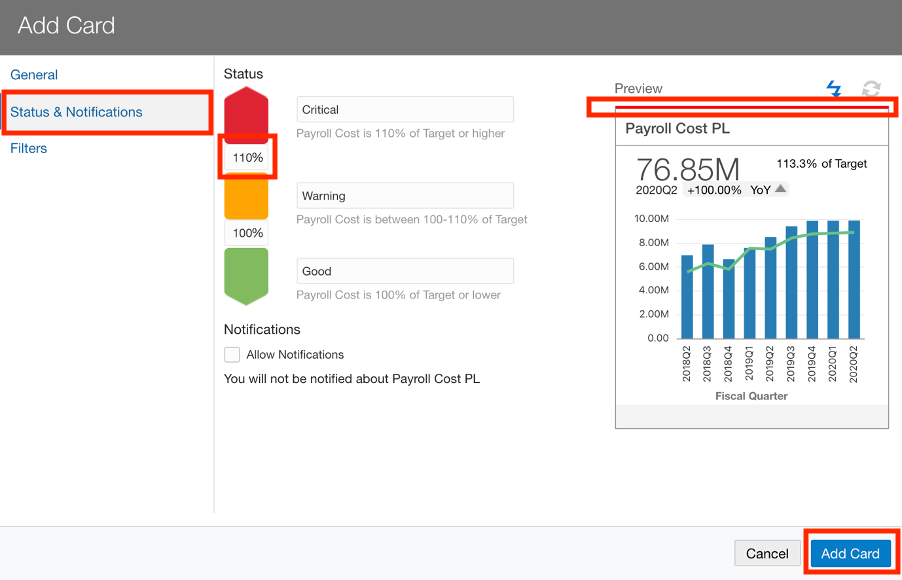 Add Card
General
Status & Notifications
Filters
Status
Critical
Payroll Cost is 110% of Target or higher
110%
Warning
Payroll Cost is between 100-110% of Target
100%
Good
Payroll Cost is 100% of Target or lower
Notifications
Allow Notifications
You will not be notified about Payroll Cost PL
Preview
Payroll Cost PL
76.85M
113.3% of Target
2020Q2 +100.00% YoY
10.00M
8.00M
6.00M
4.00M
2.00M
0.00
2018Q2
2018Q3
2018Q4
2019Q1
2019Q2
2019Q3
2019Q4
2020Q1
2020Q2
Fiscal Quarter
Cancel
Add Card